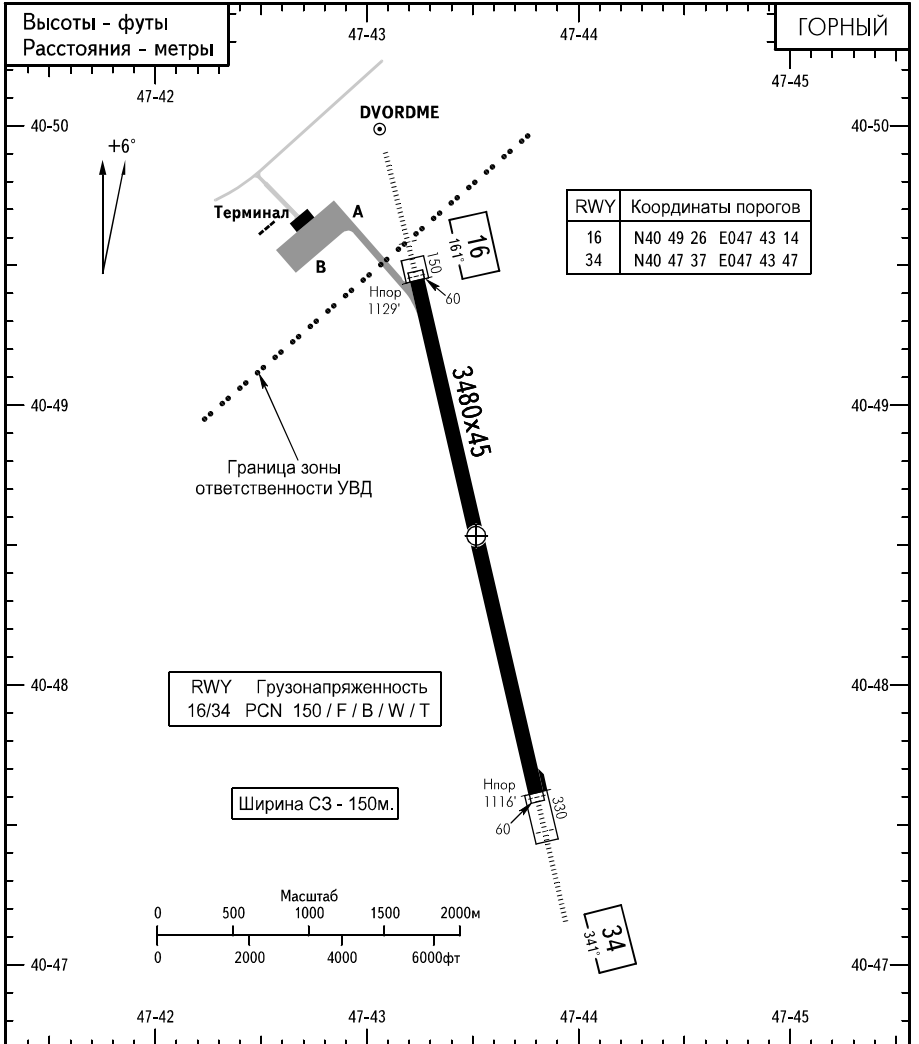 Высоты - футы
Расстояния - метры
ГОРНЫЙ
47-43
47-44
47-42
47-45
40-50
40-50
+6°
DVORDME
Терминал
A
B
RWY Координаты порогов
16 N40 49 26 E047 43 14
34 N40 47 37 E047 43 47
16
161°
150
60
Hпор
1129'
3480x45
40-49
40-49
Граница зоны
ответственности УВД
40-48
40-48
RWY Грузонапряженность
16/34 PCN 150 / F / B / W / T
Ширина СЗ - 150м.
Hпор
1116'
60
330
34
341°
Масштаб
0 500 1000 1500 2000м
0 2000 4000 6000фт
40-47
40-47
47-42
47-43
47-44
47-45